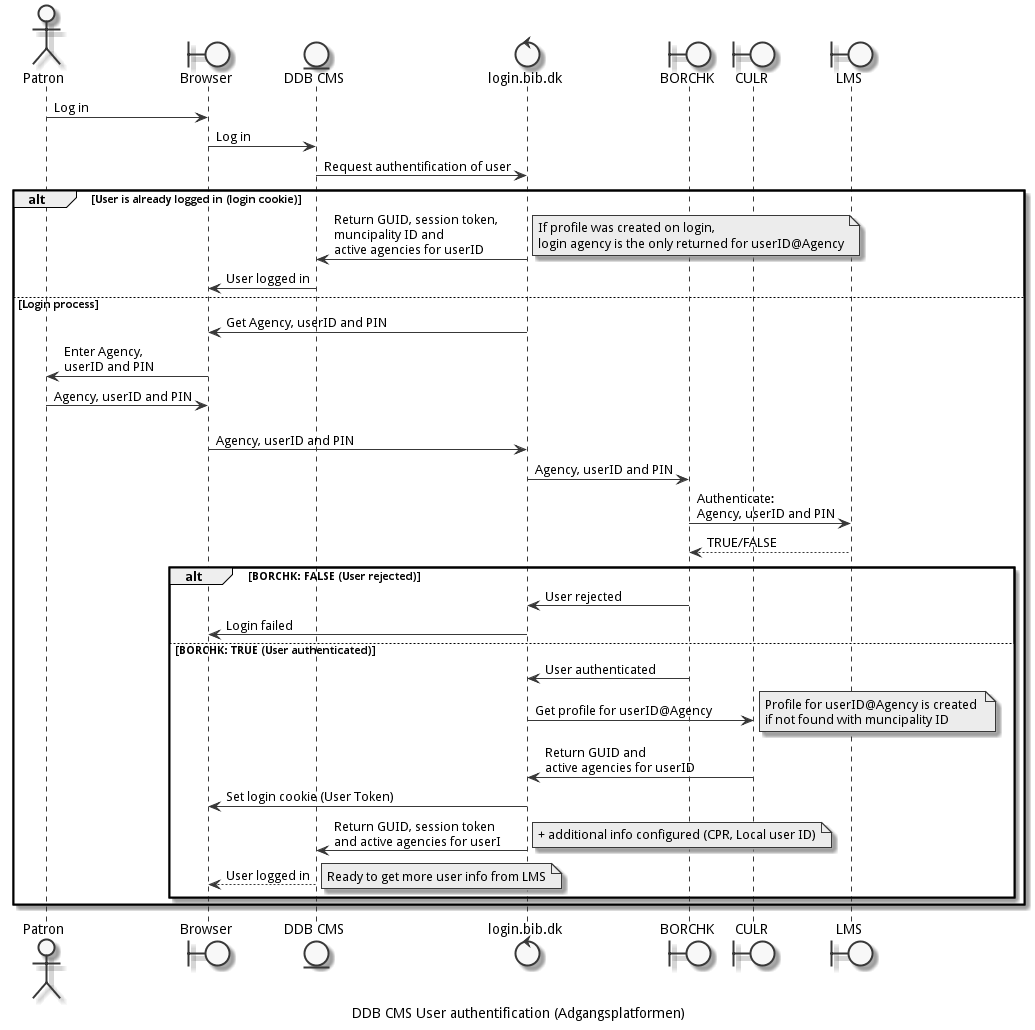 Patron
Browser
DDB CMS
login.bib.dk
BORCHK
CULR
LMS
Log in
Log in
Request authentification of user
alt
[User is already logged in (login cookie)]
Return GUID, session token,
muncipality ID and
active agencies for userID
If profile was created on login,
login agency is the only returned for userID@Agency
User logged in
[Login process]
Get Agency, userID and PIN
Enter Agency,
userID and PIN
Agency, userID and PIN
Agency, userID and PIN
Agency, userID and PIN
Authenticate:
Agency, userID and PIN
TRUE/FALSE
alt
[BORCHK: FALSE (User rejected)]
User rejected
Login failed
[BORCHK: TRUE (User authenticated)]
User authenticated
Get profile for userID@Agency
Profile for userID@Agency is created
if not found with muncipality ID
Return GUID and
active agencies for userID
Set login cookie (User Token)
Return GUID, session token
and active agencies for userI
+ additional info configured (CPR, Local user ID)
User logged in
Ready to get more user info from LMS
Patron
Browser
DDB CMS
login.bib.dk
BORCHK
CULR
LMS
DDB CMS User authentification (Adgangsplatformen)